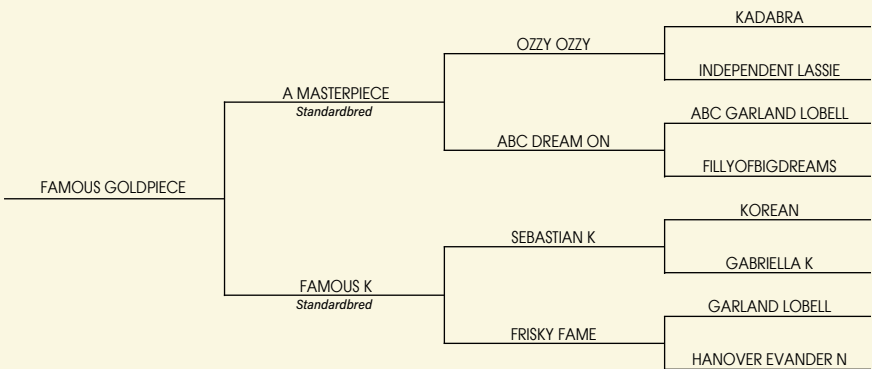 KADABRA
OZZY OZZY
INDEPENDENT LASSIE
A MASTERPIECE
Standardbred
ABC GARLAND LOBELL
ABC DREAM ON
FILLYOFBIGDREAMS
FAMOUS GOLDPIECE
KOREAN
SEBASTIAN K
GABRIELLA K
FAMOUS K
Standardbred
GARLAND LOBELL
FRISKY FAME
HANOVER EVANDER N